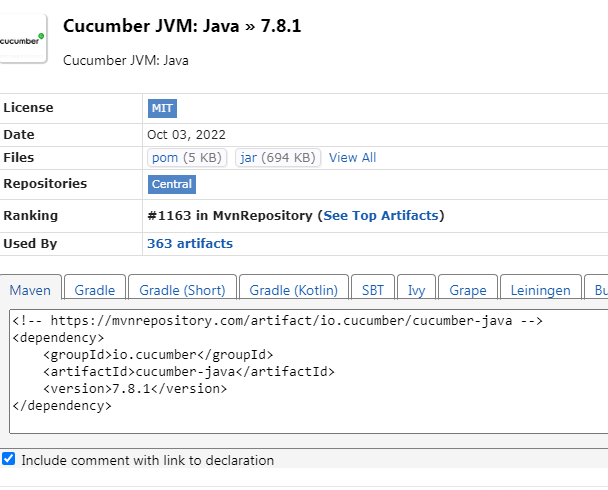 cucumber
Cucumber JVM: Java » 7.8.1
Cucumber JVM: Java
License MIT
Date Oct 03, 2022
Files pom (5 KB) jar (694 KB) View All
Repositories Central
Ranking #1163 in MvnRepository (See Top Artifacts)
Used By 363 artifacts
Maven Gradle Gradle (Short) Gradle (Kotlin) SBT Ivy Grape Leiningen Bu
<!-- https://mvnrepository.com/artifact/io.cucumber/cucumber-java -->
<dependency>
    <groupId>io.cucumber</groupId>
    <artifactId>cucumber-java</artifactId>
    <version>7.8.1</version>
</dependency>
Include comment with link to declaration